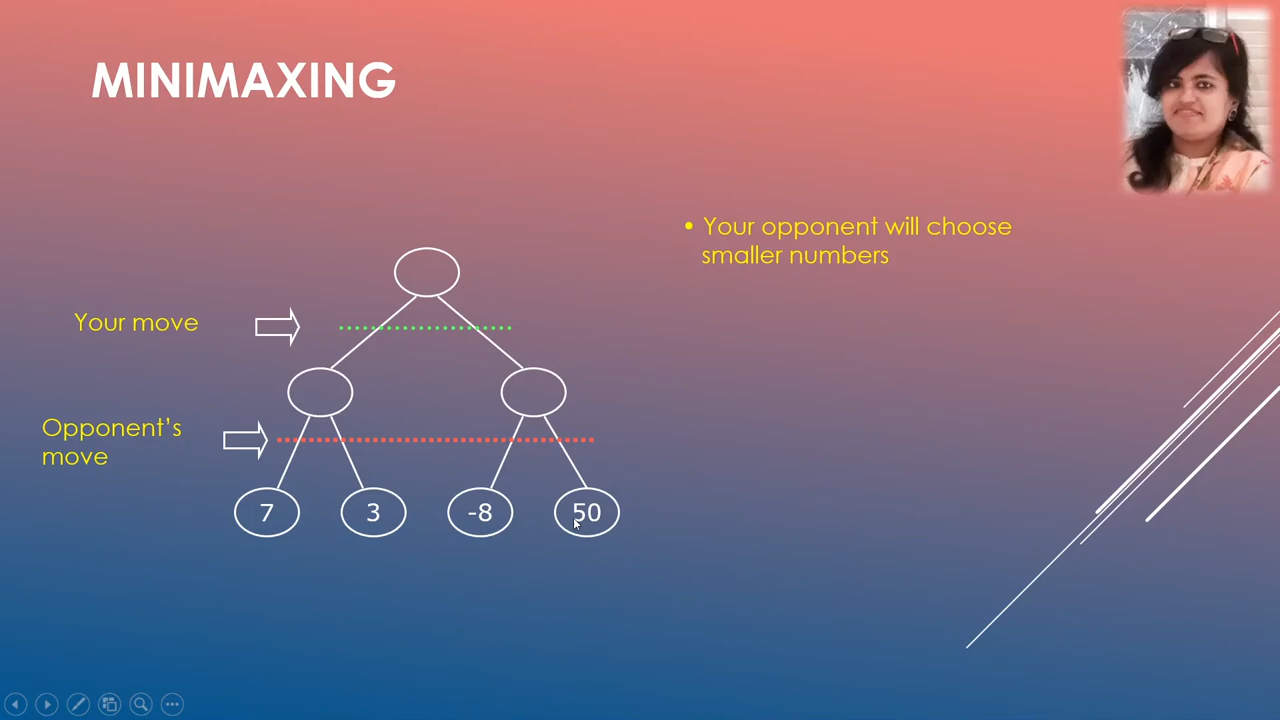 MINIMAXING
• Your opponent will choose
smaller numbers
Your move
Opponent’s
move
7 3 -8 50